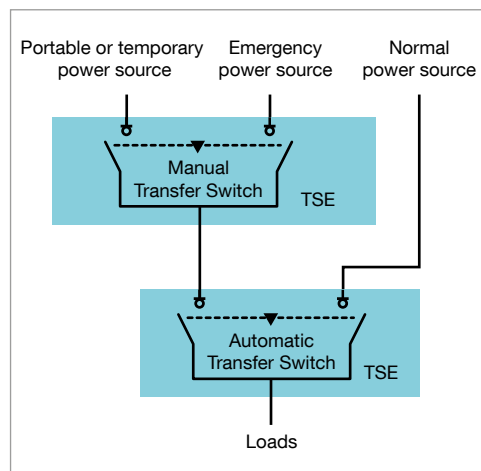 Portable or temporary
power source
Emergency
power source
Normal
power source
Manual
Transfer Switch
TSE
Automatic
Transfer Switch
TSE
Loads